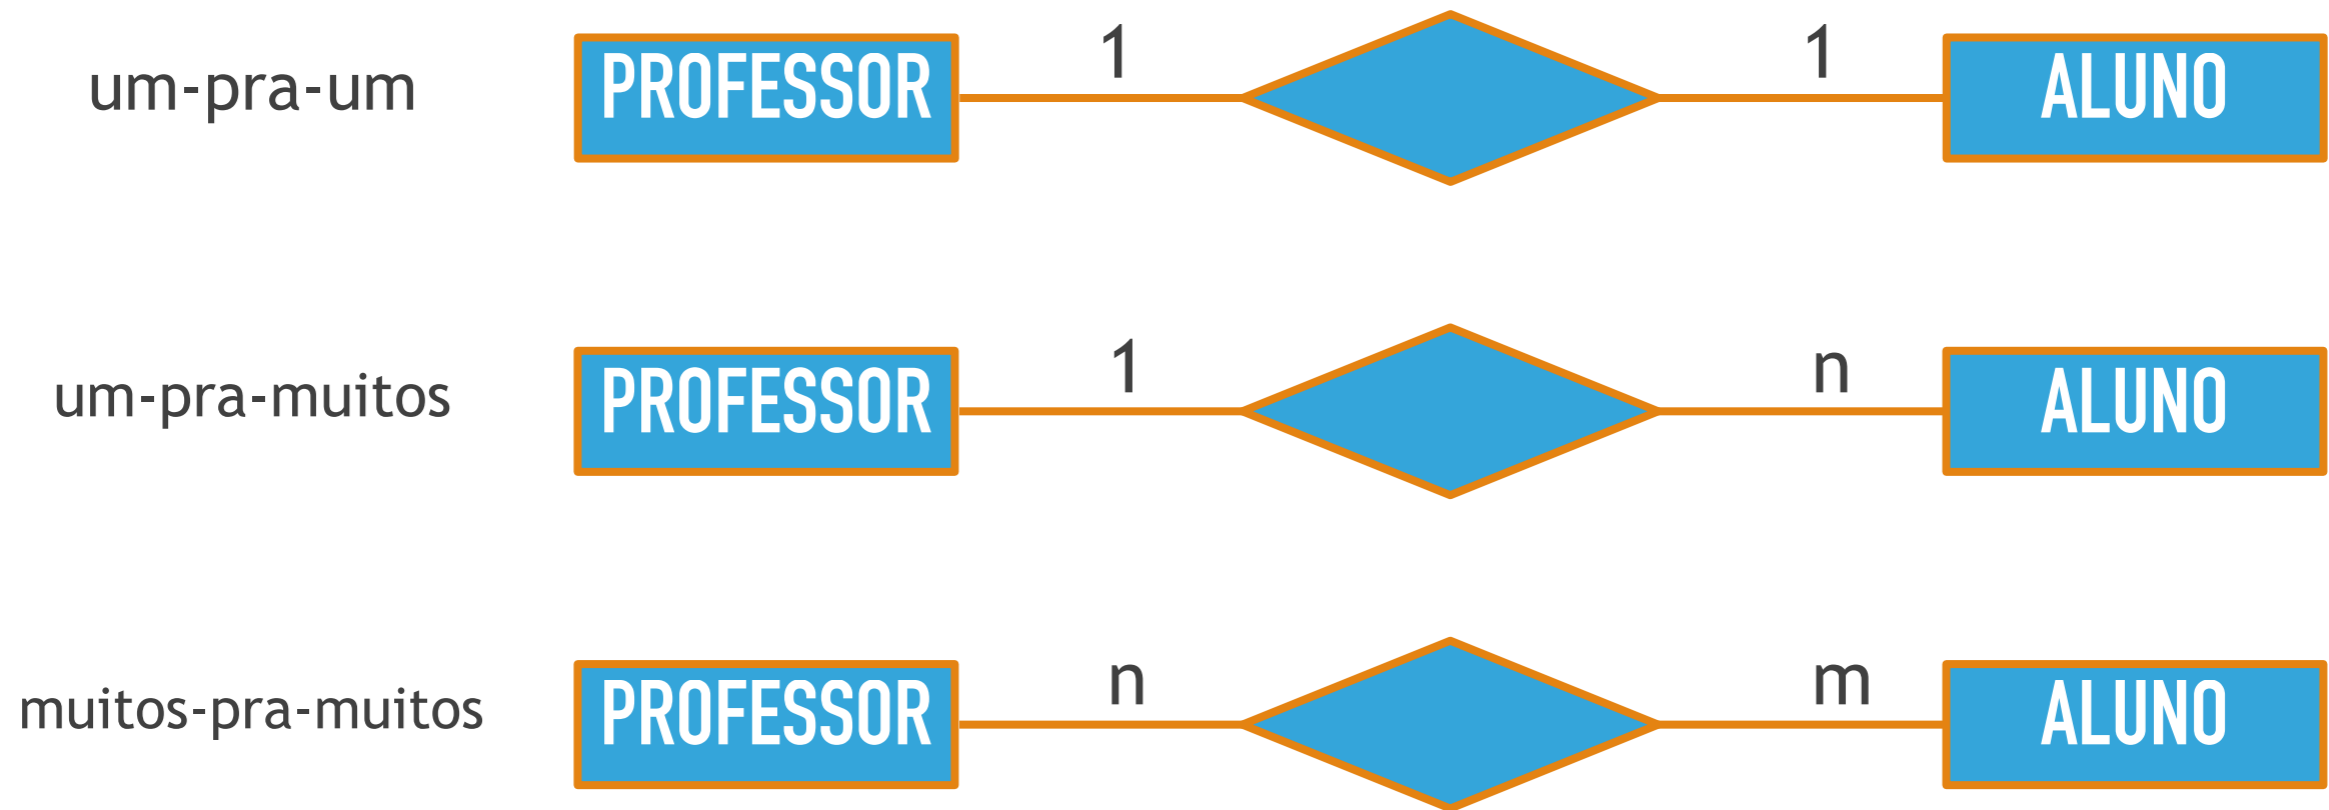 um-pra-um PROFESSOR 1 1 ALUNO
um-pra-muitos PROFESSOR 1 n ALUNO
muitos-pra-muitos PROFESSOR n m ALUNO